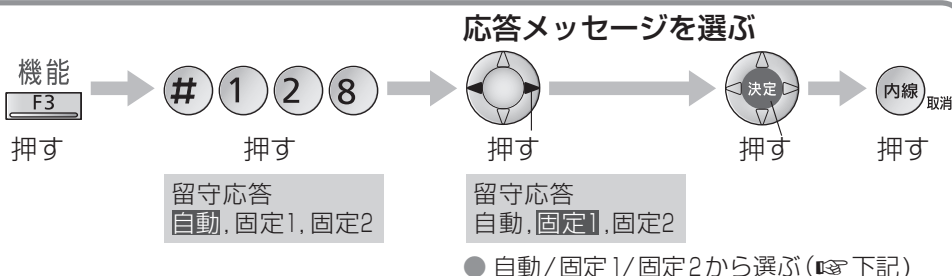 応答メッセージを選ぶ
機能
F3
# 1 2 8
決定
内線 取消
押す 押す 押す 押す 押す
留守応答
自動,固定1,固定2
留守応答
自動,固定1,固定2
● 自動/固定1/固定2から選ぶ(☞下記)